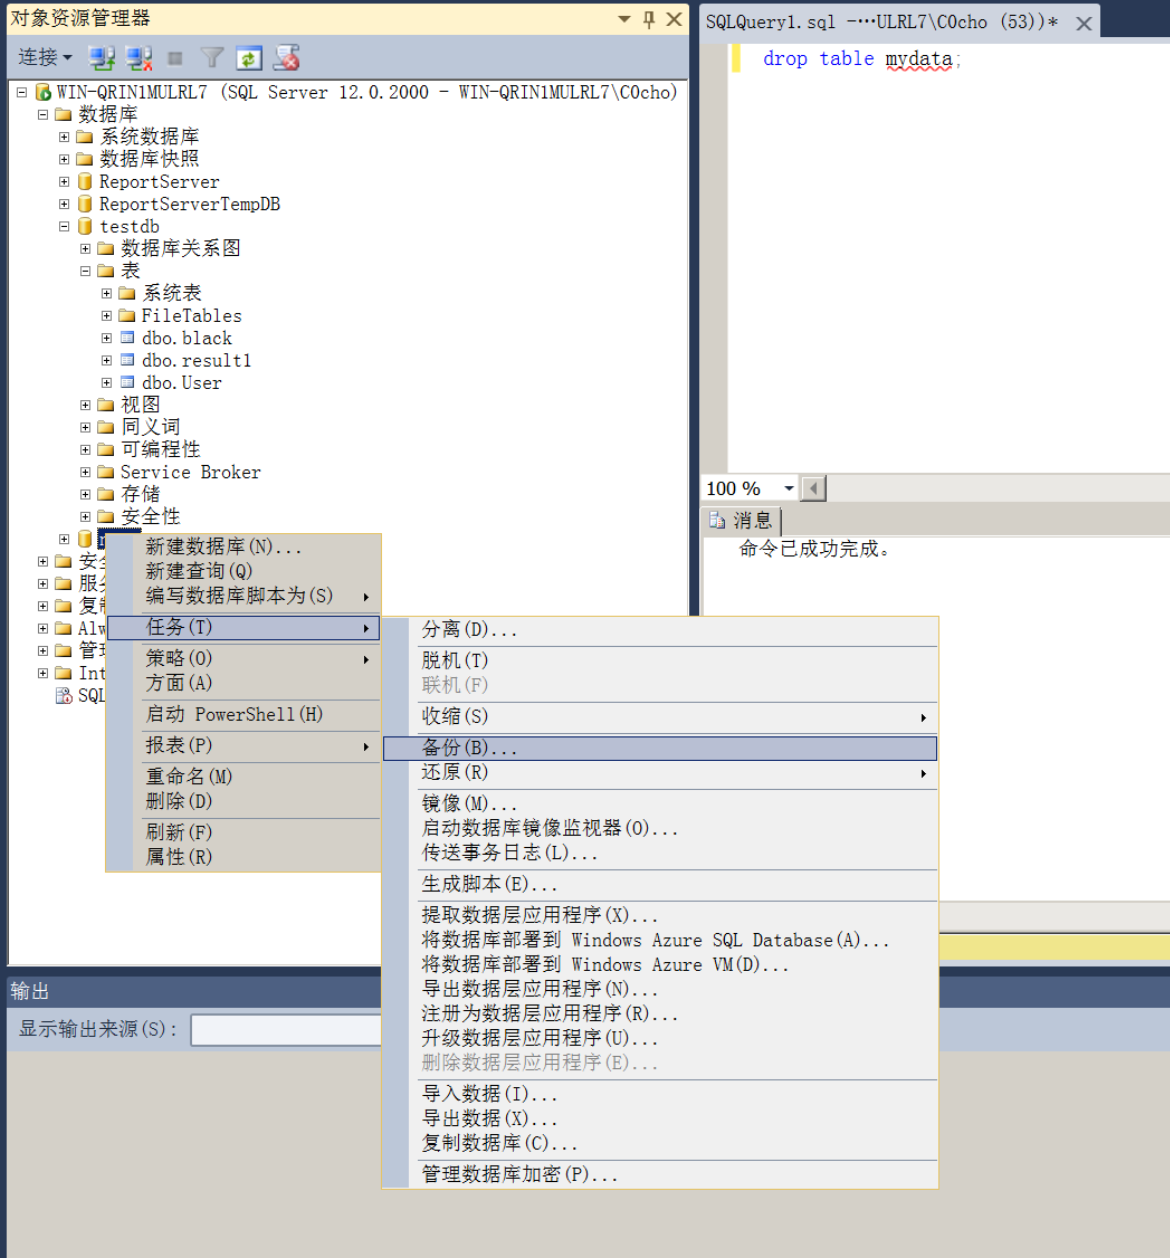 对象资源管理器
连接
WIN-QRIN1MULRL7 (SQL Server 12.0.2000 - WIN-QRIN1MULRL7\C0cho)
数据库
系统数据库
数据库快照
ReportServer
ReportServerTempDB
testdb
数据库关系图
表
系统表
FileTables
dbo.black
dbo.result1
dbo.User
视图
同义词
可编程性
Service Broker
存储
安全性
SQL
新建数据库(N)...
新建查询(Q)
编写数据库脚本为(S)
任务(T)
策略(O)
方面(A)
启动 PowerShell(H)
报表(P)
重命名(M)
删除(D)
刷新(F)
属性(R)
分离(D)...
脱机(T)
联机(F)
收缩(S)
备份(B)...
还原(R)
镜像(M)...
启动数据库镜像监视器(O)...
传送事务日志(L)...
生成脚本(E)...
提取数据层应用程序(X)...
将数据库部署到 Windows Azure SQL Database(A)...
将数据库部署到 Windows Azure VM(D)...
导出数据层应用程序(N)...
注册为数据层应用程序(R)...
升级数据层应用程序(U)...
删除数据层应用程序(E)...
导入数据(I)...
导出数据(X)...
复制数据库(C)...
管理数据库加密(P)...
SQLQuery1.sql -...ULRL7\C0cho (53))*
drop table mydata;
100 %
消息
命令已成功完成。
输出
显示输出来源(S):